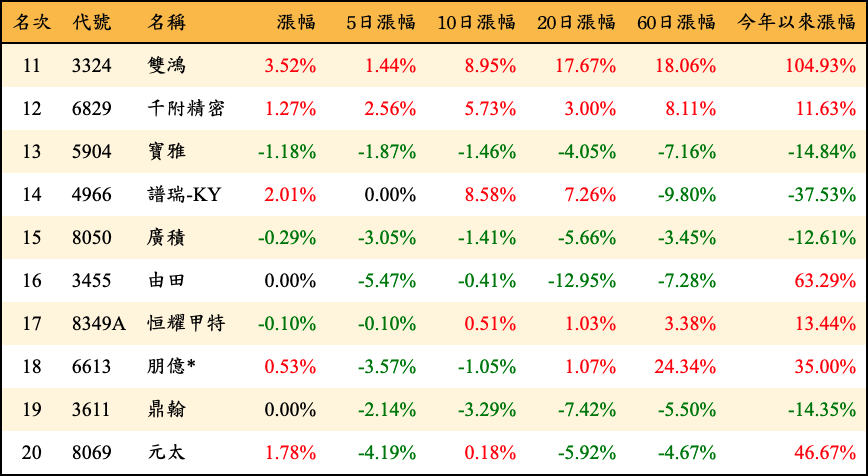 名次 代號 名稱 漲幅 5日漲幅 10日漲幅 20日漲幅 60日漲幅 今年以來漲幅
11 3324 雙鴻 3.52% 1.44% 8.95% 17.67% 18.06% 104.93%
12 6829 千附精密 1.27% 2.56% 5.73% 3.00% 8.11% 11.63%
13 5904 寶雅 -1.18% -1.87% -1.46% -4.05% -7.16% -14.84%
14 4966 譜瑞-KY 2.01% 0.00% 8.58% 7.26% -9.80% -37.53%
15 8050 廣積 -0.29% -3.05% -1.41% -5.66% -3.45% -12.61%
16 3455 由田 0.00% -5.47% -0.41% -12.95% -7.28% 63.29%
17 8349A 恒耀甲特 -0.10% -0.10% 0.51% 1.03% 3.38% 13.44%
18 6613 朋億* 0.53% -3.57% -1.05% 1.07% 24.34% 35.00%
19 3611 鼎翰 0.00% -2.14% -3.29% -7.42% -5.50% -14.35%
20 8069 元太 1.78% -4.19% 0.18% -5.92% -4.67% 46.67%